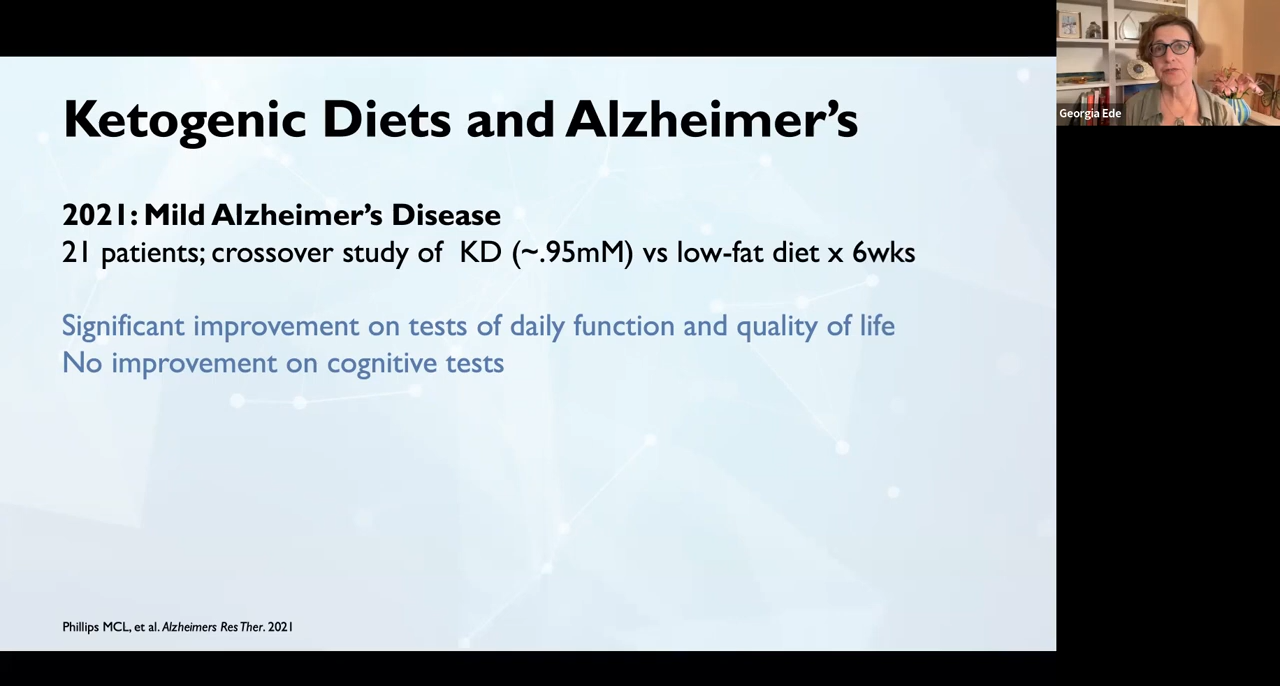 Ketogenic Diets and Alzheimer's
2021: Mild Alzheimer's Disease
21 patients; crossover study of KD (~.95mM) vs low-fat diet x 6wks
Significant improvement on tests of daily function and quality of life
No improvement on cognitive tests
Phillips MCL, et al. Alzheimers Res Ther. 2021
Georgia Ede